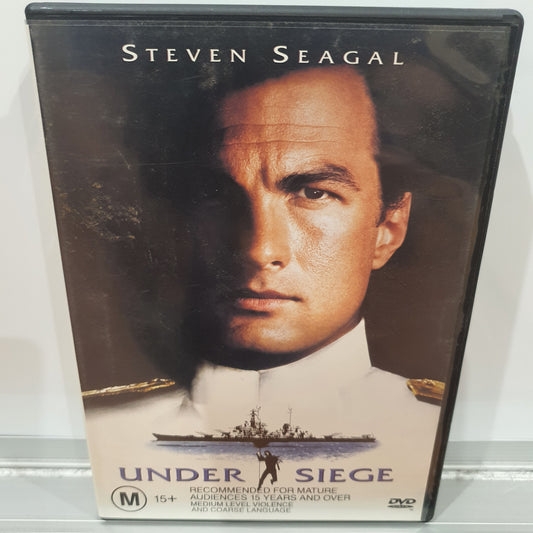 STEVEN SEAGAL
UNDER SIEGE
M 15+
RECOMMENDED FOR MATURE
AUDIENCES 15 YEARS AND OVER
MEDIUM LEVEL VIOLENCE
AND COARSE LANGUAGE
DVD